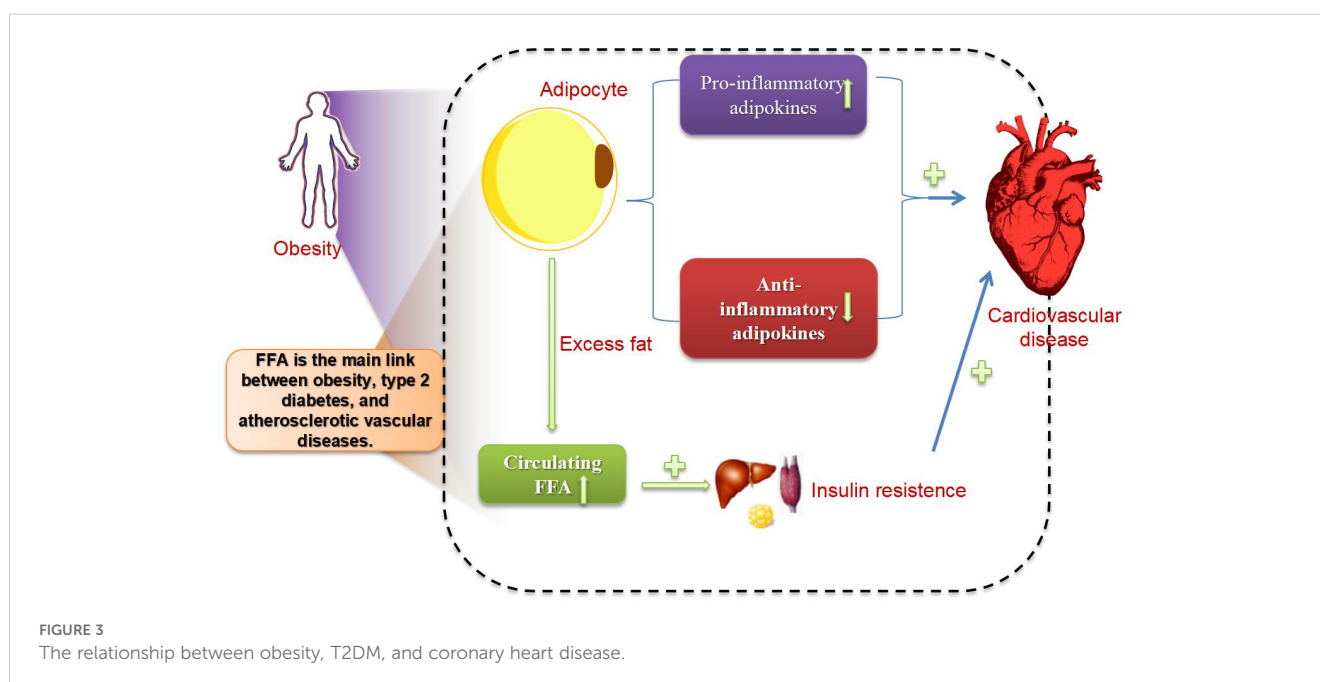 Adipocyte
Pro-inflammatory
adipokines
Obesity
Anti-
inflammatory
adipokines
Cardiovascular
disease
Excess fat
FFA is the main link
between obesity, type 2
diabetes, and
atherosclerotic vascular
diseases.
Circulating
FFA
Insulin resistence
FIGURE 3
The relationship between obesity, T2DM, and coronary heart disease.